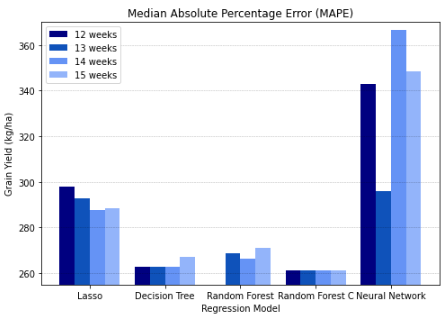 Median Absolute Percentage Error (MAPE)
12 weeks
13 weeks
14 weeks
15 weeks
360
340
320
300
280
260
Grain Yield (kg/ha)
Lasso Decision Tree Random Forest Random Forest C Neural Network
Regression Model